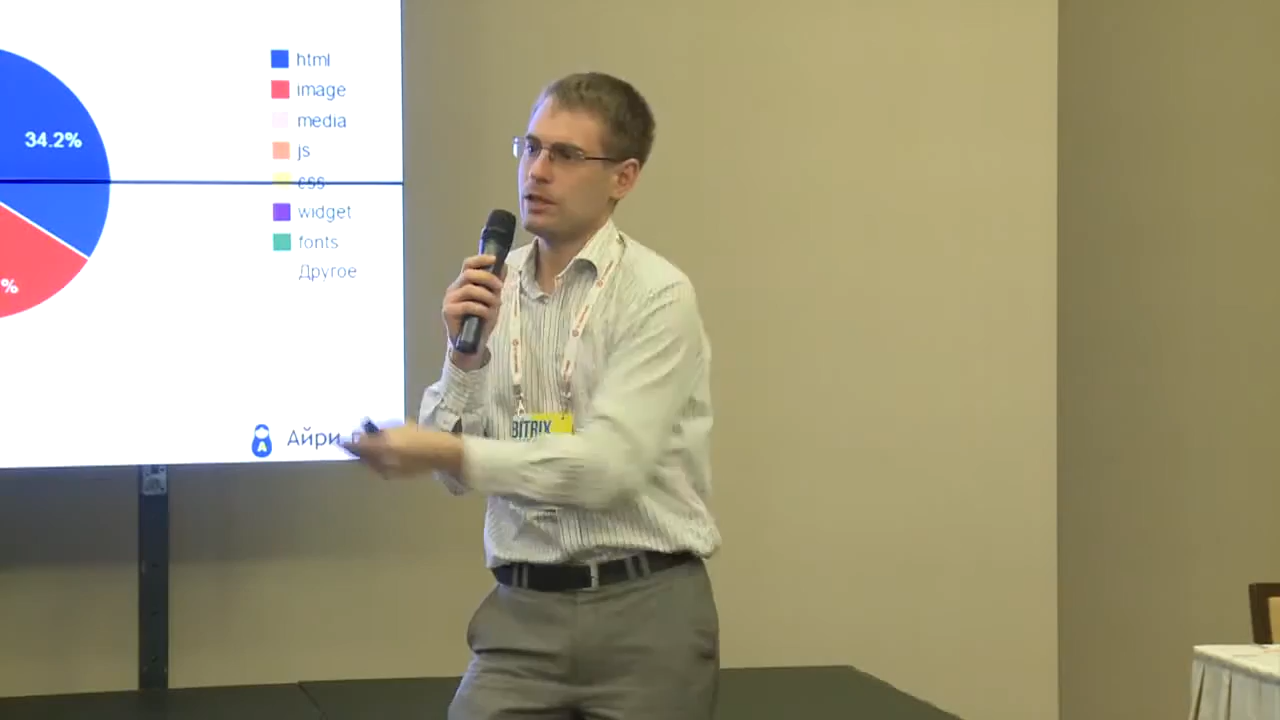 html
image
34.2%
media
js
css
widget
fonts
%
Другое
Айри
BITRIX